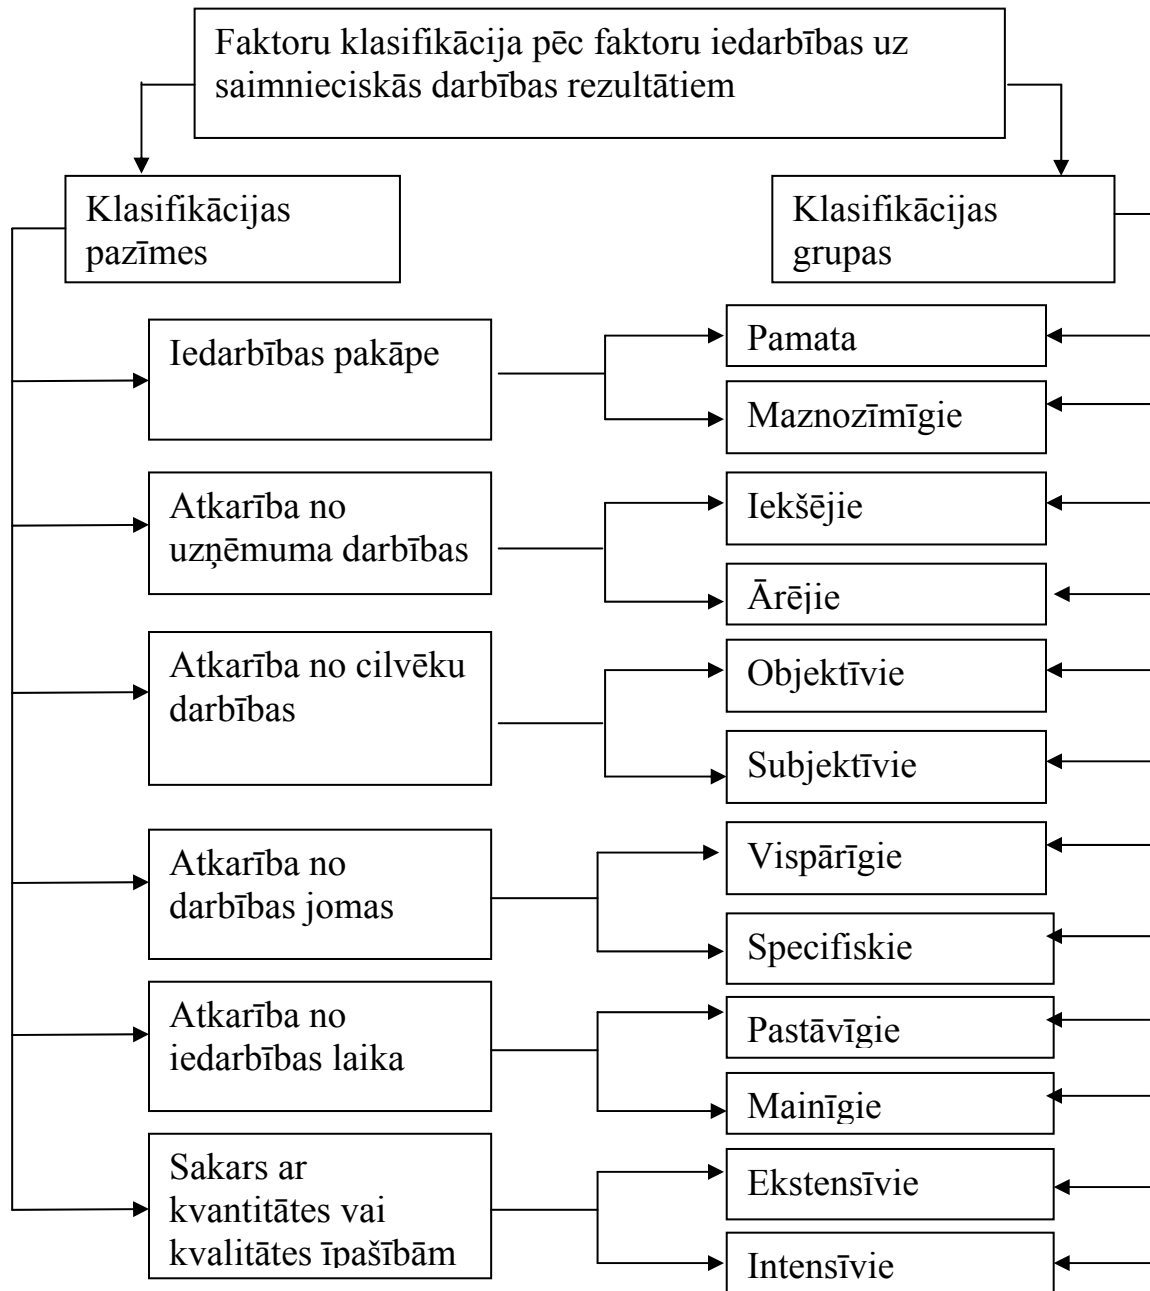 Faktoru klasifikācija pēc faktoru iedarbības uz
saimnieciskās darbības rezultātiem
Klasifikācijas
pazīmes
Klasifikācijas
grupas
Iedarbības pakāpe
Pamata
Maznozīmīgie
Atkarība no
uzņēmuma darbības
Iekšējie
Ārējie
Atkarība no cilvēku
darbības
Objektīvie
Subjektīvie
Atkarība no
darbības jomas
Vispārīgie
Specifiskie
Atkarība no
iedarbības laika
Pastāvīgie
Mainīgie
Sakars ar
kvantitātes vai
kvalitātes īpašībām
Ekstensīvie
Intensīvie